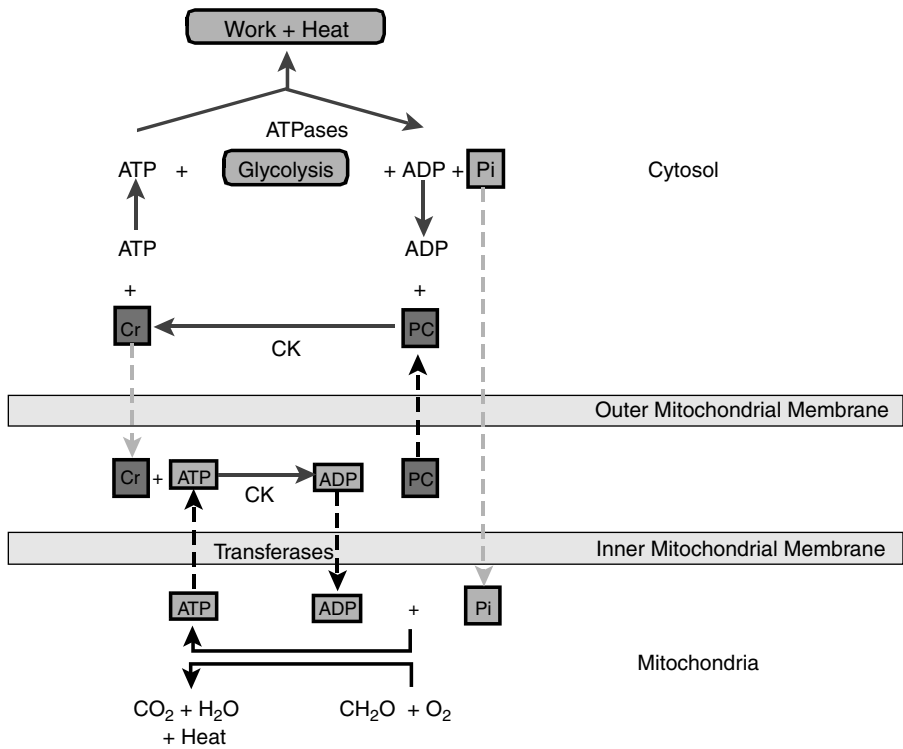 Work + Heat
ATPases
ATP + Glycolysis + ADP + Pi
Cytosol
ATP ADP
+ +
Cr PC
CK
Outer Mitochondrial Membrane
Cr + ATP ADP PC
CK
Transferases Inner Mitochondrial Membrane
ATP ADP + Pi
Mitochondria
CO₂ + H₂O CH₂O + O₂
+ Heat